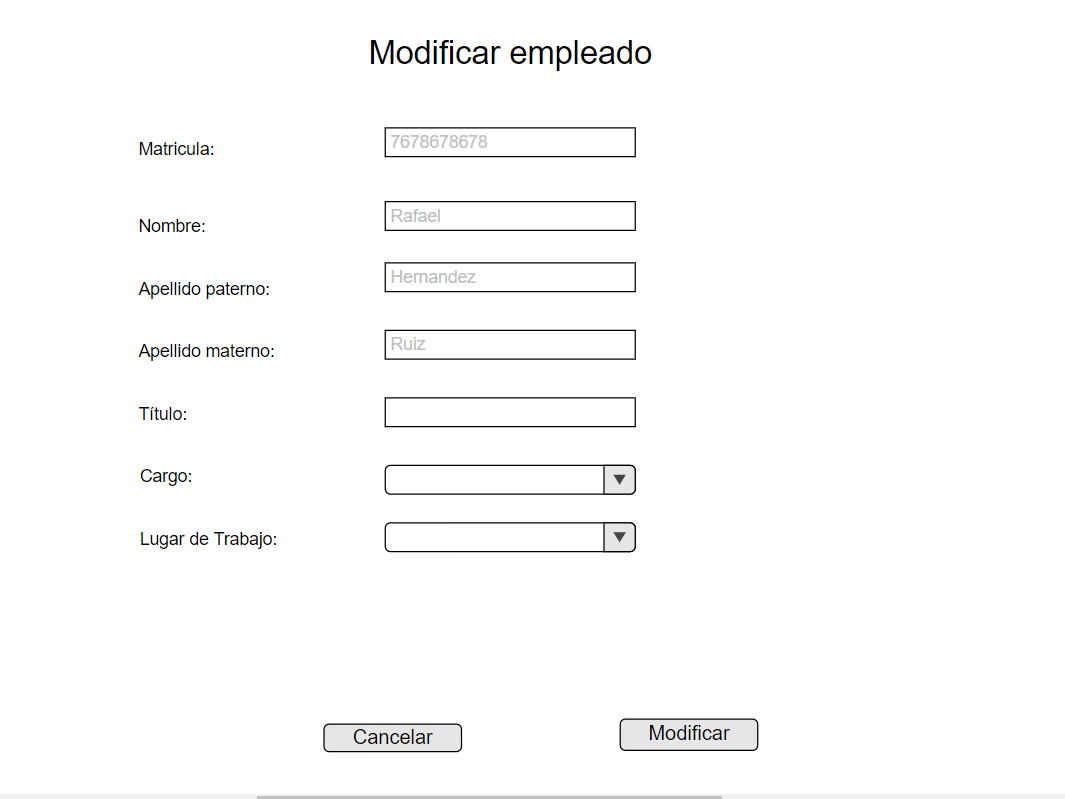 Modificar empleado
Matricula: 7678678678
Nombre: Rafael
Apellido paterno: Hernandez
Apellido materno: Ruiz
Título:
Cargo:
Lugar de Trabajo:
Cancelar Modificar